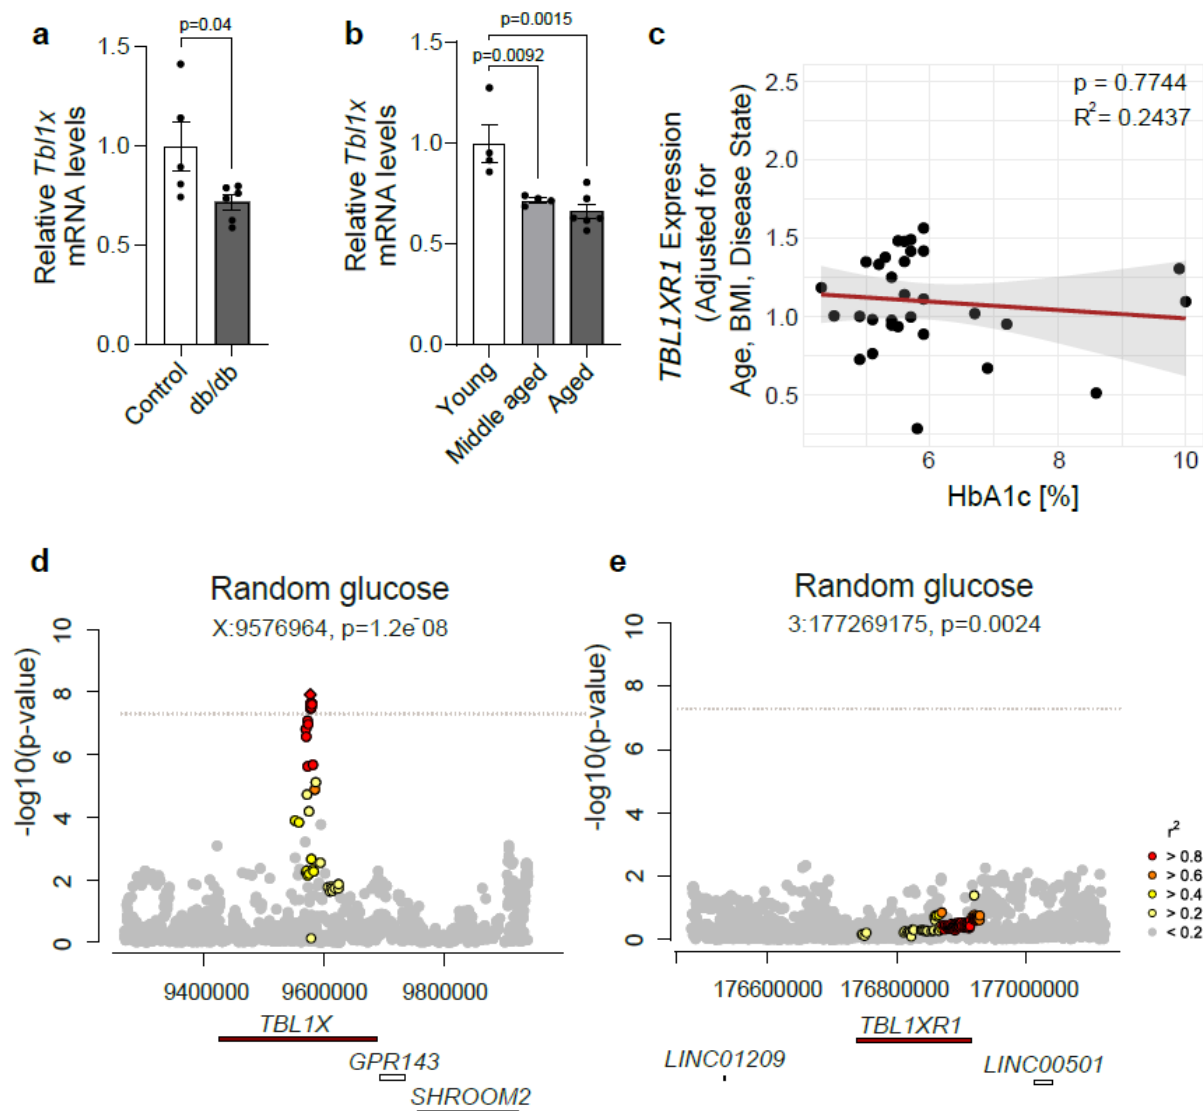 a
p=0.04
Relative Tbl1x
mRNA levels
1.5
1.0
0.5
0.0
Control
db/db
b
p=0.0015
p=0.0092
Relative Tbl1x
mRNA levels
1.5
1.0
0.5
0.0
Young
Middle aged
Aged
c
p = 0.7744
R²= 0.2437
TBL1XR1 Expression
(Adjusted for
Age, BMI, Disease State)
2.5
2.0
1.5
1.0
0.5
6 8 10
HbA1c [%]
d
Random glucose
X:9576964, p=1.2e⁻08
-log10(p-value)
10
8
6
4
2
0
9400000 9600000 9800000
TBL1X
GPR143
SHROOM2
e
Random glucose
3:177269175, p=0.0024
-log10(p-value)
10
8
6
4
2
0
176600000 176800000 177000000
TBL1XR1
LINC01209
LINC00501
r²
> 0.8
> 0.6
> 0.4
> 0.2
< 0.2